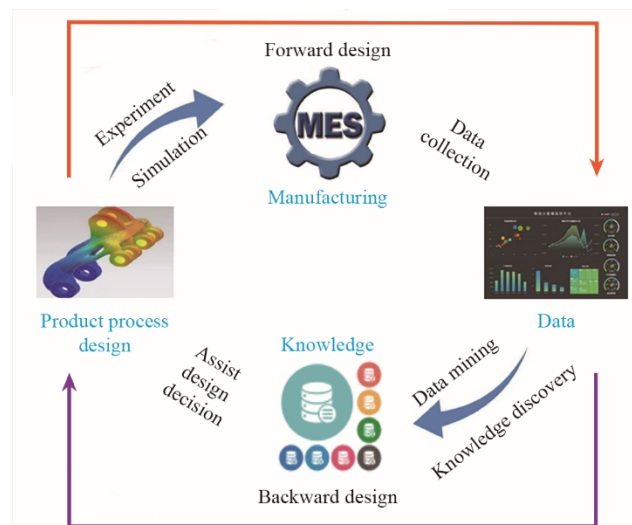 Forward design
Experiment
Simulation
MES
Data
collection
Manufacturing
Product process
design
Data
Knowledge
Assist
design
decision
Data mining
Knowledge discovery
Backward design